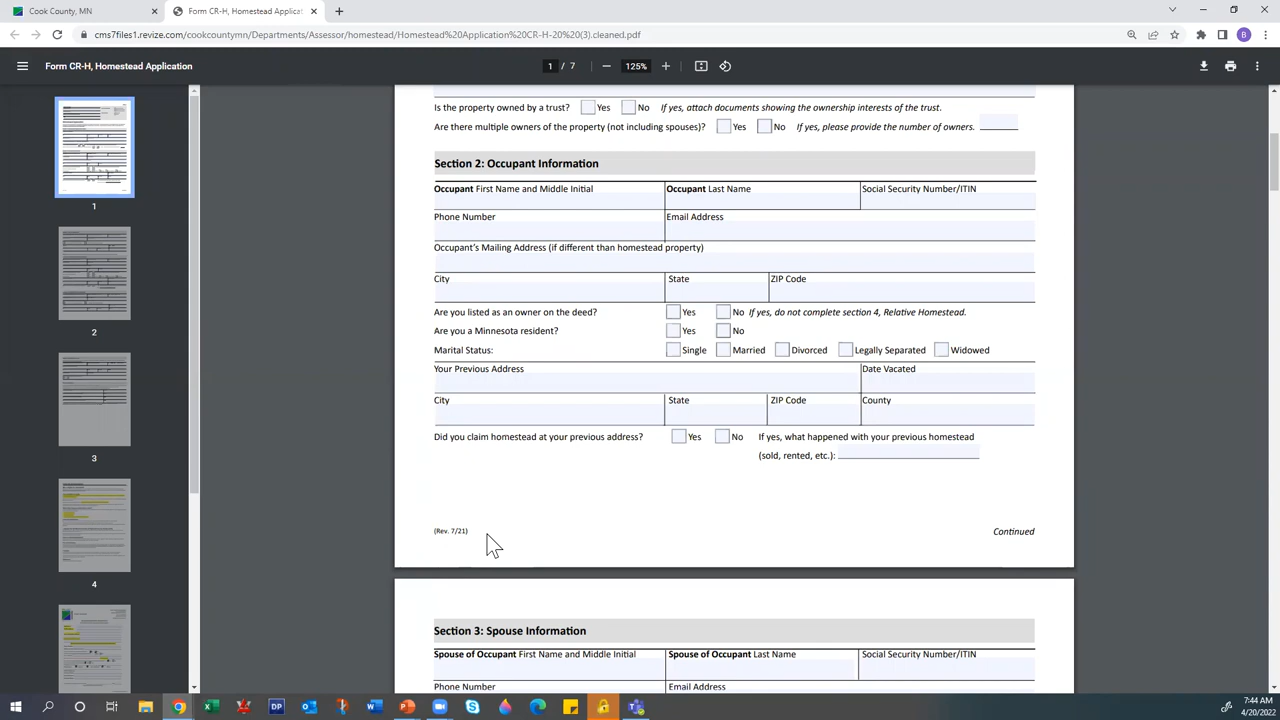 Cook County, MN
Form CR-H, Homestead Applicat
cms7files1.revize.com/cookcountymn/Departments/Assessor/homestead/Homestead%20Application%20CR-H-20%20(3).cleaned.pdf
B
Form CR-H, Homestead Application
1 / 7
125%
Is the property owned by a trust? Yes No If yes, attach documents showing the ownership interests of the trust.
Are there multiple owners of the property (not including spouses)? Yes No If yes, please provide the number of owners.
Section 2: Occupant Information
Occupant First Name and Middle Initial Occupant Last Name Social Security Number/ITIN
Phone Number Email Address
Occupant's Mailing Address (if different than homestead property)
City State ZIP Code
Are you listed as an owner on the deed? Yes No If yes, do not complete section 4, Relative Homestead.
Are you a Minnesota resident? Yes No
Marital Status: Single Married Divorced Legally Separated Widowed
Your Previous Address Date Vacated
City State ZIP Code County
Did you claim homestead at your previous address? Yes No If yes, what happened with your previous homestead
(sold, rented, etc.):
(Rev. 7/21) Continued
Section 3: Spouse Information
Spouse of Occupant First Name and Middle Initial Spouse of Occupant Last Name Social Security Number/ITIN
Phone Number Email Address
1
2
3
4
DP
7:44 AM
4/20/2022